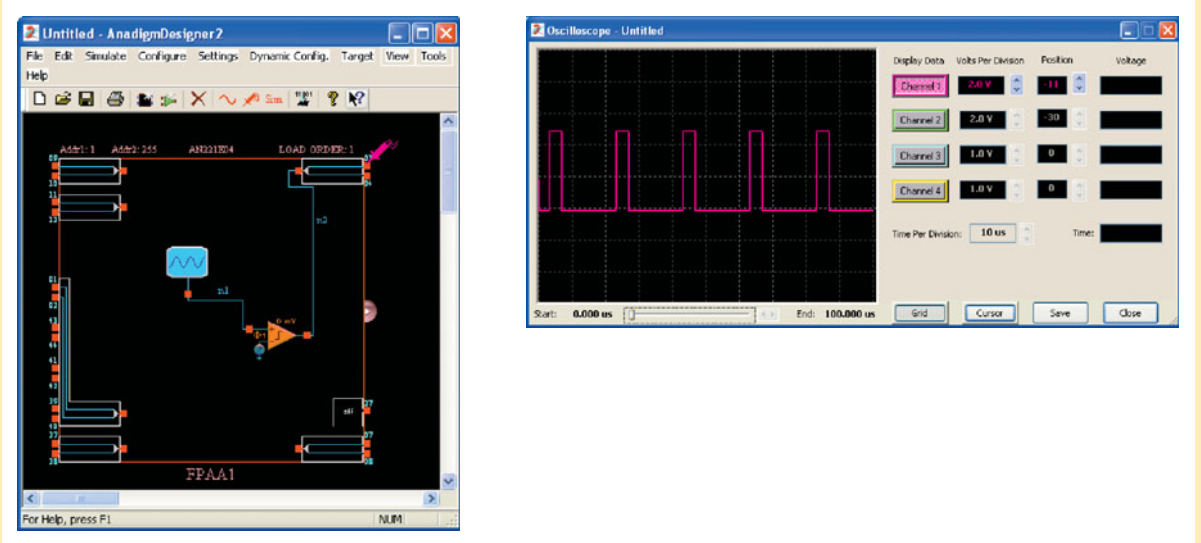 Untitled - AnadigmDesigner2
File Edit Simulate Configure Settings Dynamic Config. Target View Tools
Help
Sim
Addr1:1 Addr2:255 AN221E04 LOAD ORDER:1
n2
n1
0 mV
FPAA1
For Help, press F1 NUM
Oscilloscope - Untitled
Display Data Volts Per Division Position Voltage
Channel 1 2.0 V -11
Channel 2 2.0 V -30
Channel 3 1.0 V 0
Channel 4 1.0 V 0
Time Per Division: 10 us Time:
Start: 0.000 us End: 100.000 us Grid Cursor Save Close